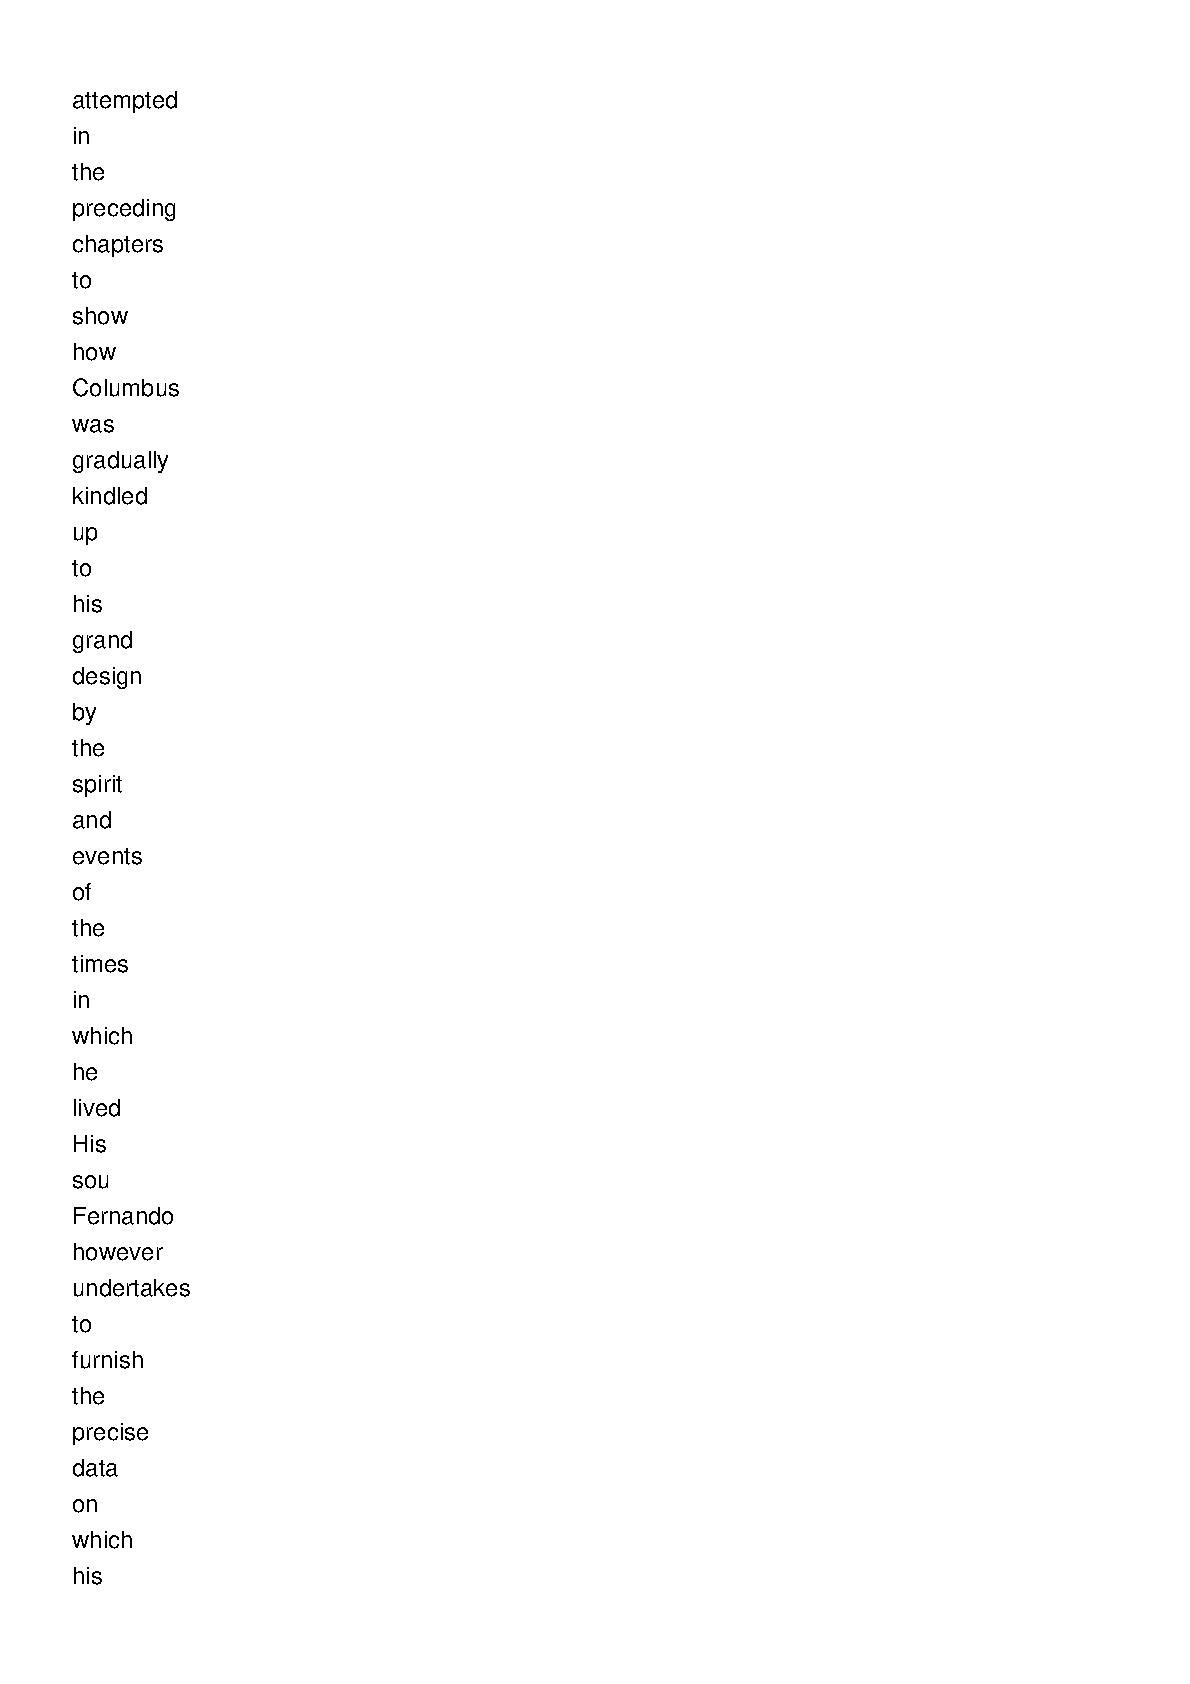 attempted
in
the
preceding
chapters
to
show
how
Columbus
was
gradually
kindled
up
to
his
grand
design
by
the
spirit
and
events
of
the
times
in
which
he
lived
His
sou
Fernando
however
undertakes
to
furnish
the
precise
data
on
which
his